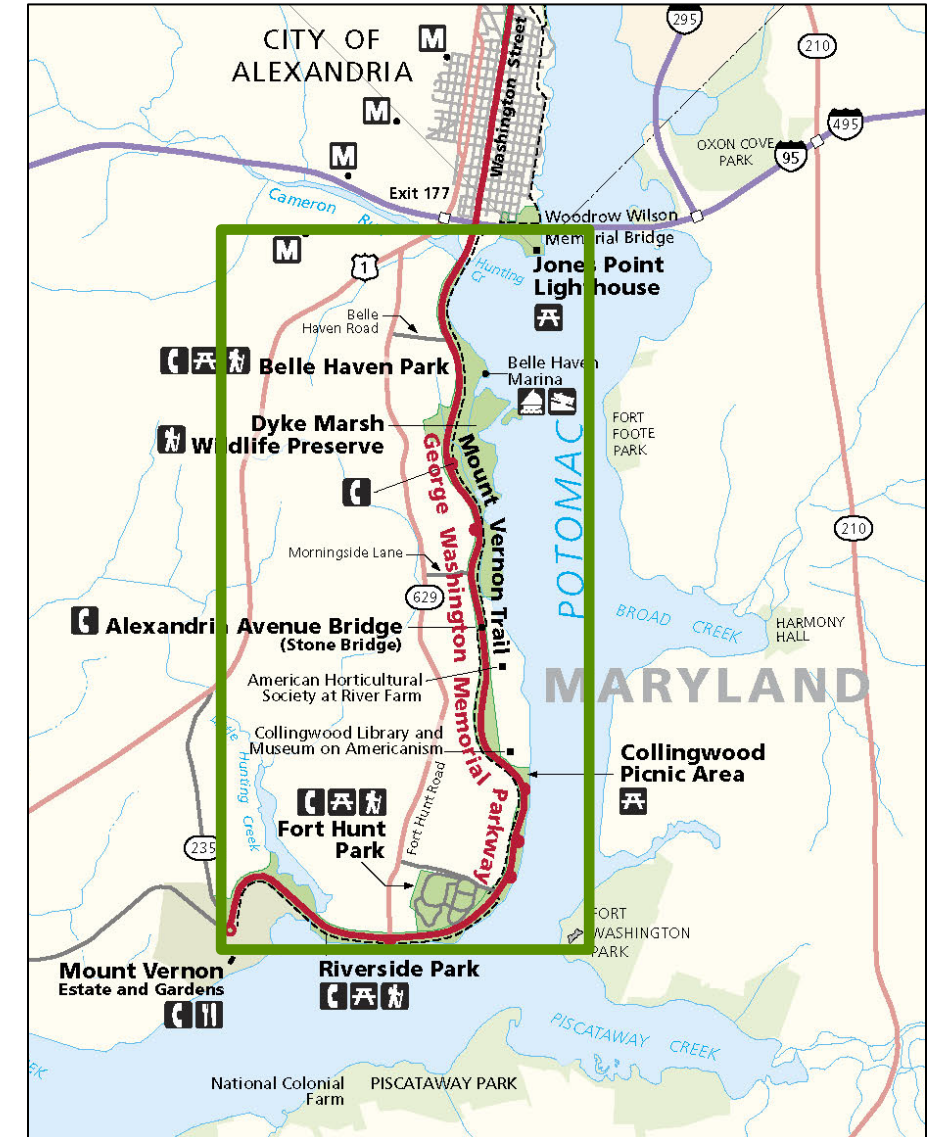 CITY OF
ALEXANDRIA
M
M
M
M
Washington Street
295
210
OXON COVE
PARK
495
95
Exit 177
Cameron
Woodrow Wilson
Memorial Bridge
Hunting
Cr
Jones Point
Lighthouse
1
Belle
Haven Road
Belle Haven Park
Belle Haven
Marina
Dyke Marsh
Wildlife Preserve
FORT
FOOTE
PARK
POTOMAC
Mount Vernon Trail
George Washington Memorial Parkway
210
Morningside Lane
629
BROAD CREEK
HARMONY
HALL
Alexandria Avenue Bridge
(Stone Bridge)
American Horticultural
Society at River Farm
MARYLAND
Collingwood Library and
Museum on Americanism
Collingwood
Picnic Area
Little Hunting Creek
Fort Hunt Road
Fort Hunt
Park
235
FORT
WASHINGTON
PARK
Mount Vernon
Estate and Gardens
Riverside Park
PISCATAWAY CREEK
National Colonial
Farm
PISCATAWAY PARK